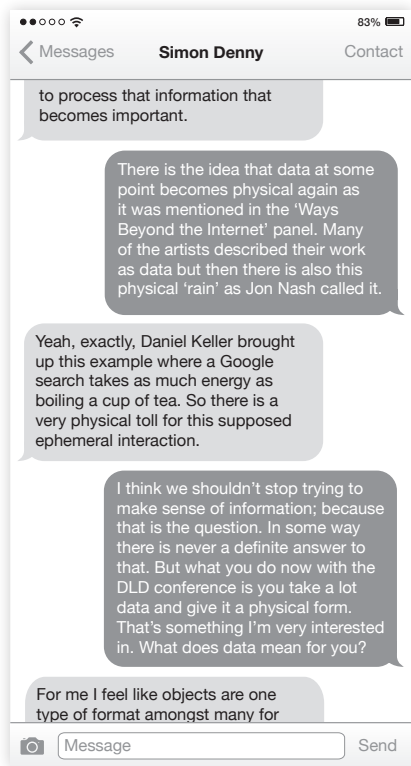 83%
Messages Simon Denny Contact
to process that information that
becomes important.
There is the idea that data at some
point becomes physical again as
it was mentioned in the ‘Ways
Beyond the Internet’ panel. Many
of the artists described their work
as data but then there is also this
physical ‘rain’ as Jon Nash called it.
Yeah, exactly, Daniel Keller brought
up this example where a Google
search takes as much energy as
boiling a cup of tea. So there is a
very physical toll for this supposed
ephemeral interaction.
I think we shouldn’t stop trying to
make sense of information; because
that is the question. In some way
there is never a definite answer to
that. But what you do now with the
DLD conference is you take a lot
data and give it a physical form.
That’s something I’m very interested
in. What does data mean for you?
For me I feel like objects are one
type of format amongst many for
Message Send